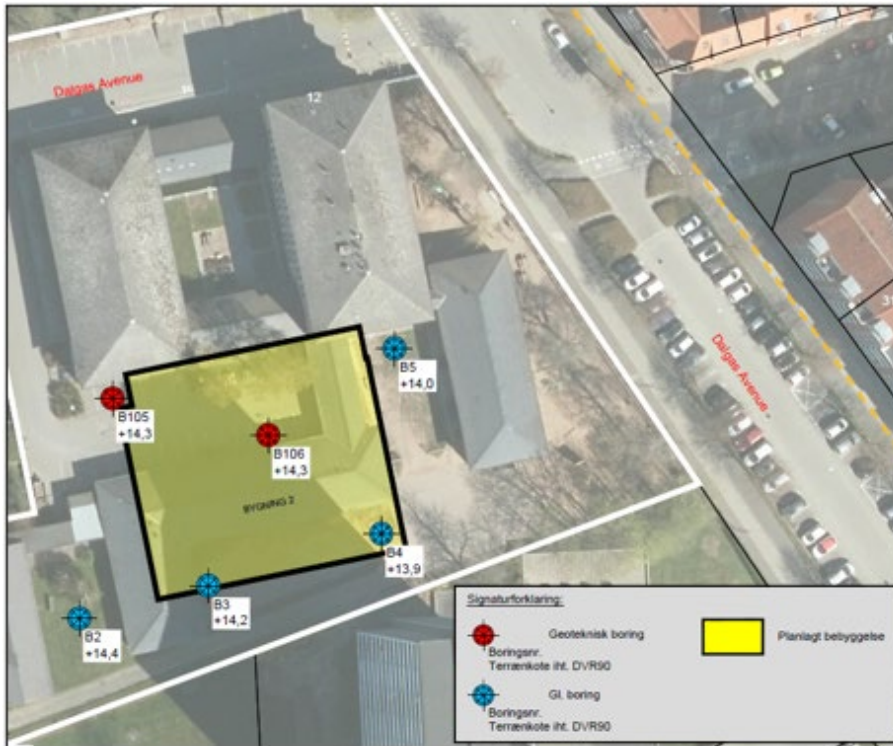 Dalgas Avenue
12
B5
+14,0
B105
+14,3
B106
+14,3
BYGNING 2
Dalgas Avenue
B4
+13,9
B3
+14,2
B2
+14,4
Signaturforklaring:
Geoteknisk boring
Boringsnr.
Terrænkote iht. DVR90
Planlagt bebyggelse
Gl. boring
Boringsnr.
Terrænkote iht. DVR90